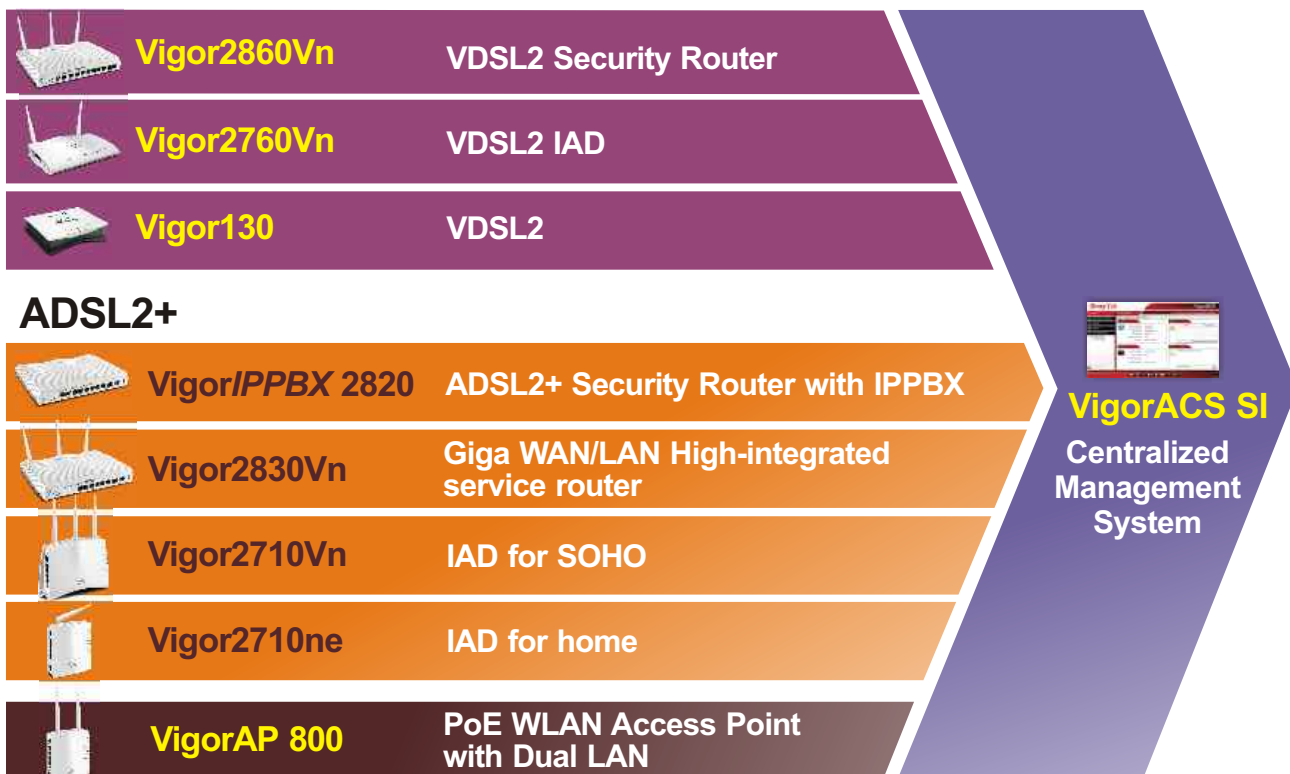 Vigor2860Vn VDSL2 Security Router
Vigor2760Vn VDSL2 IAD
Vigor130 VDSL2
ADSL2+
VigorIPPBX 2820 ADSL2+ Security Router with IPPBX
Vigor2830Vn Giga WAN/LAN High-integrated
service router
Vigor2710Vn IAD for SOHO
Vigor2710ne IAD for home
VigorAP 800 PoE WLAN Access Point
with Dual LAN
VigorACS SI
Centralized
Management
System